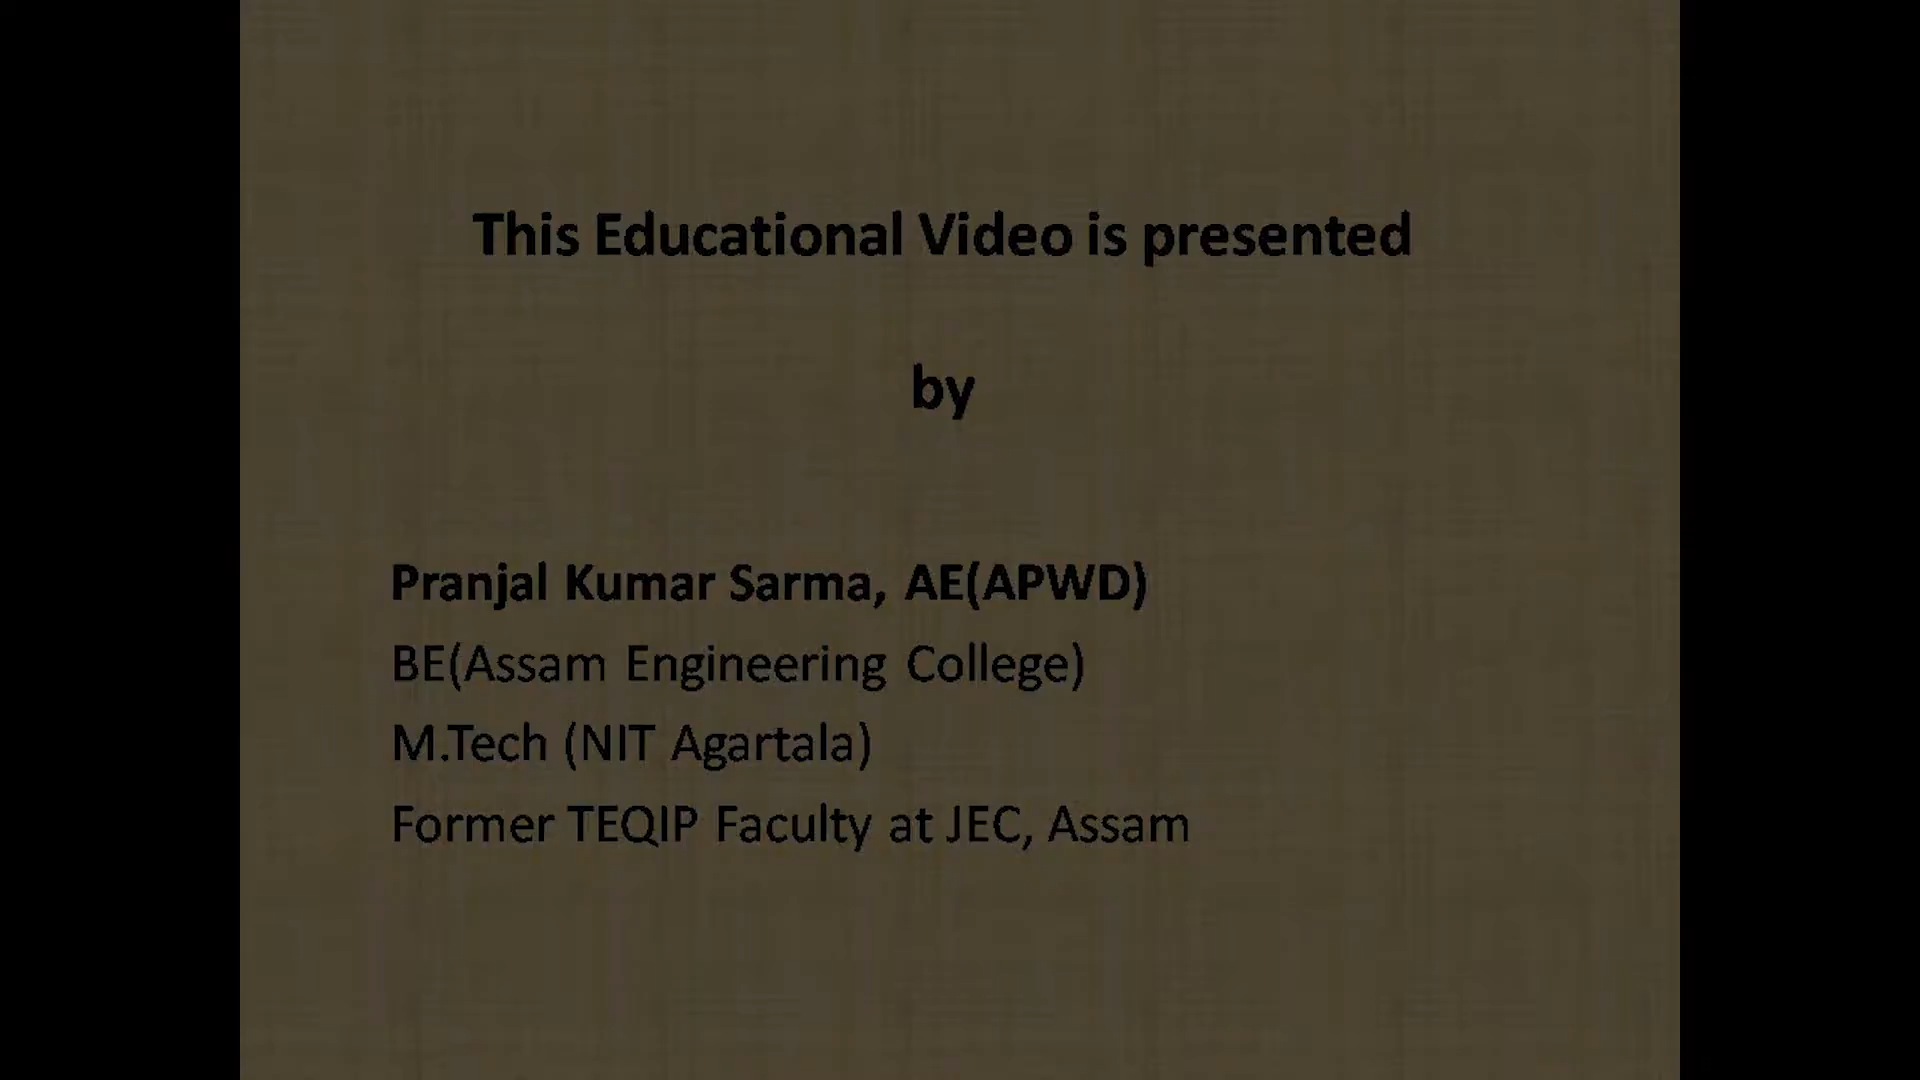 This Educational Video is presented
by
Pranjal Kumar Sarma, AE(APWD)
BE(Assam Engineering College)
M.Tech (NIT Agartala)
Former TEQIP Faculty at JEC, Assam